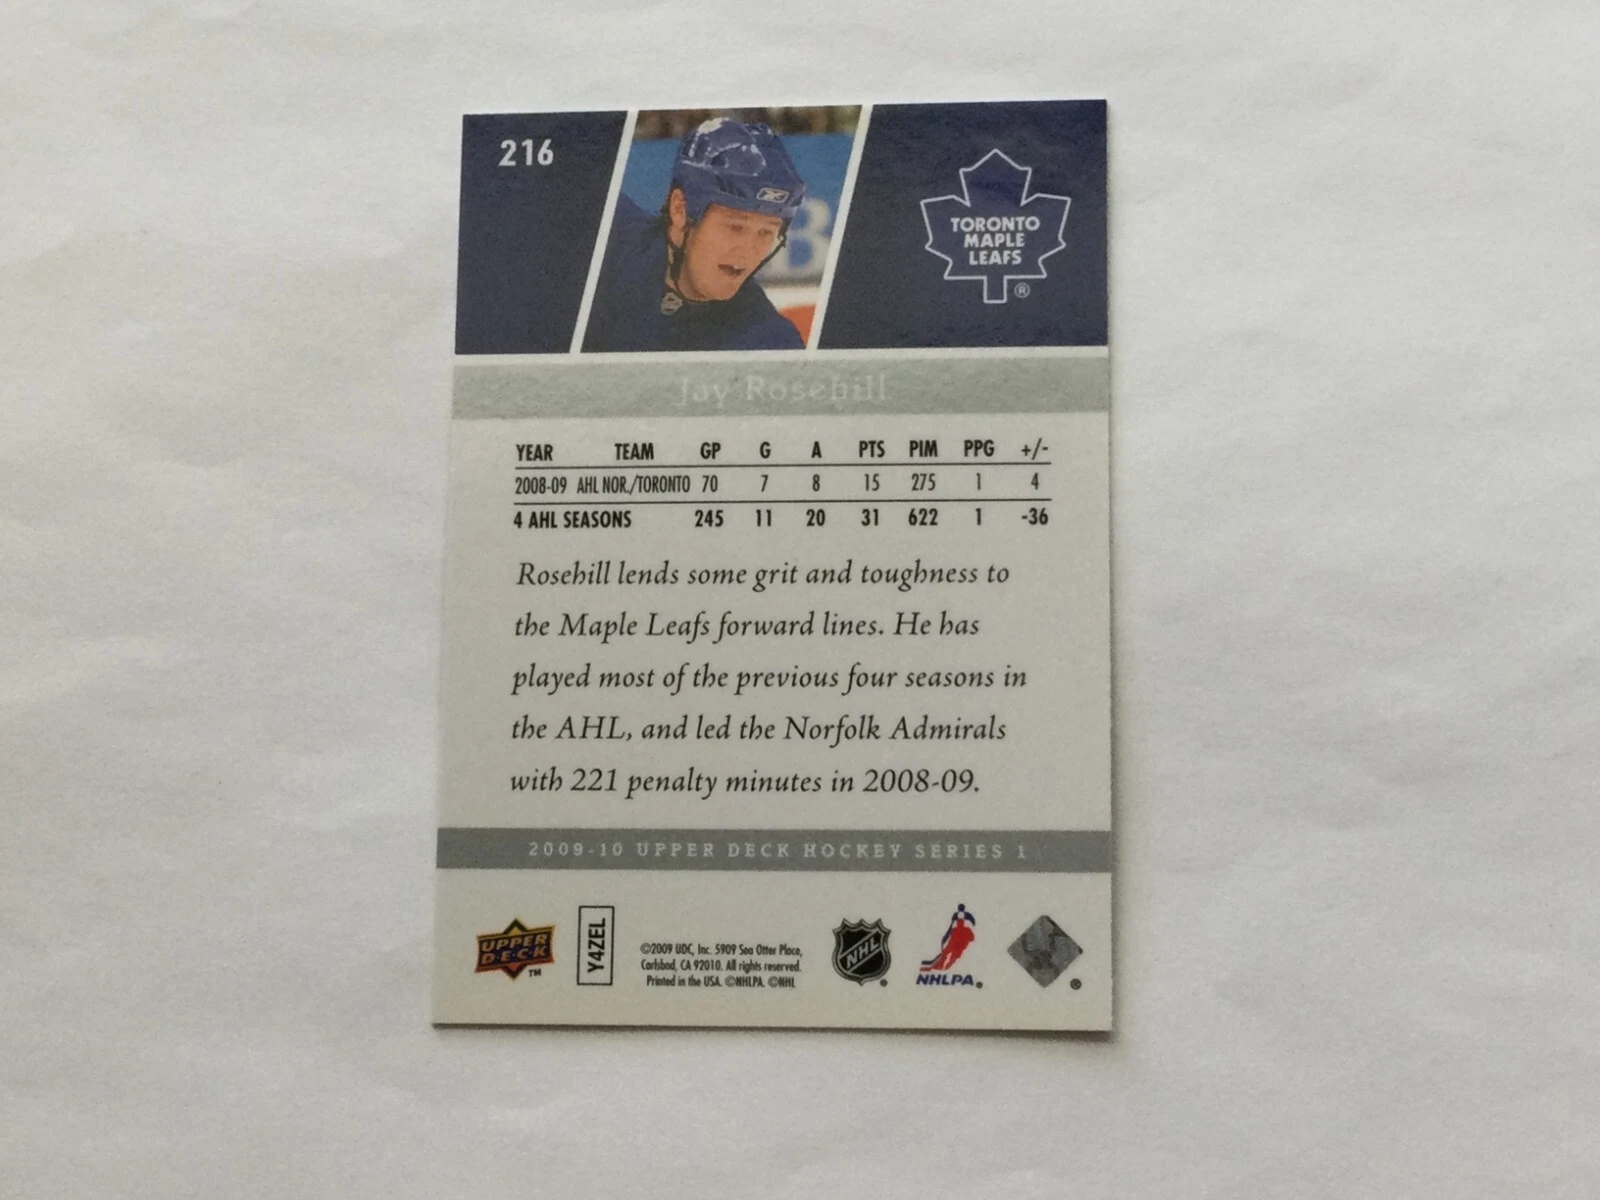 216
TORONTO
MAPLE
LEAFS
®
Jay Rosehill
YEAR TEAM GP G A PTS PIM PPG +/-
2008-09 AHL NOR./TORONTO 70 7 8 15 275 1 4
4 AHL SEASONS 245 11 20 31 622 1 -36
Rosehill lends some grit and toughness to
the Maple Leafs forward lines. He has
played most of the previous four seasons in
the AHL, and led the Norfolk Admirals
with 221 penalty minutes in 2008-09.
2009-10 UPPER DECK HOCKEY SERIES 1
UPPER
D·E·C·K
™
Y4ZEL
©2009 UDC, Inc. 5909 Sea Otter Place,
Carlsbad, CA 92010. All rights reserved.
Printed in the USA. ©NHLPA. ©NHL
NHL
NHLPA®
®